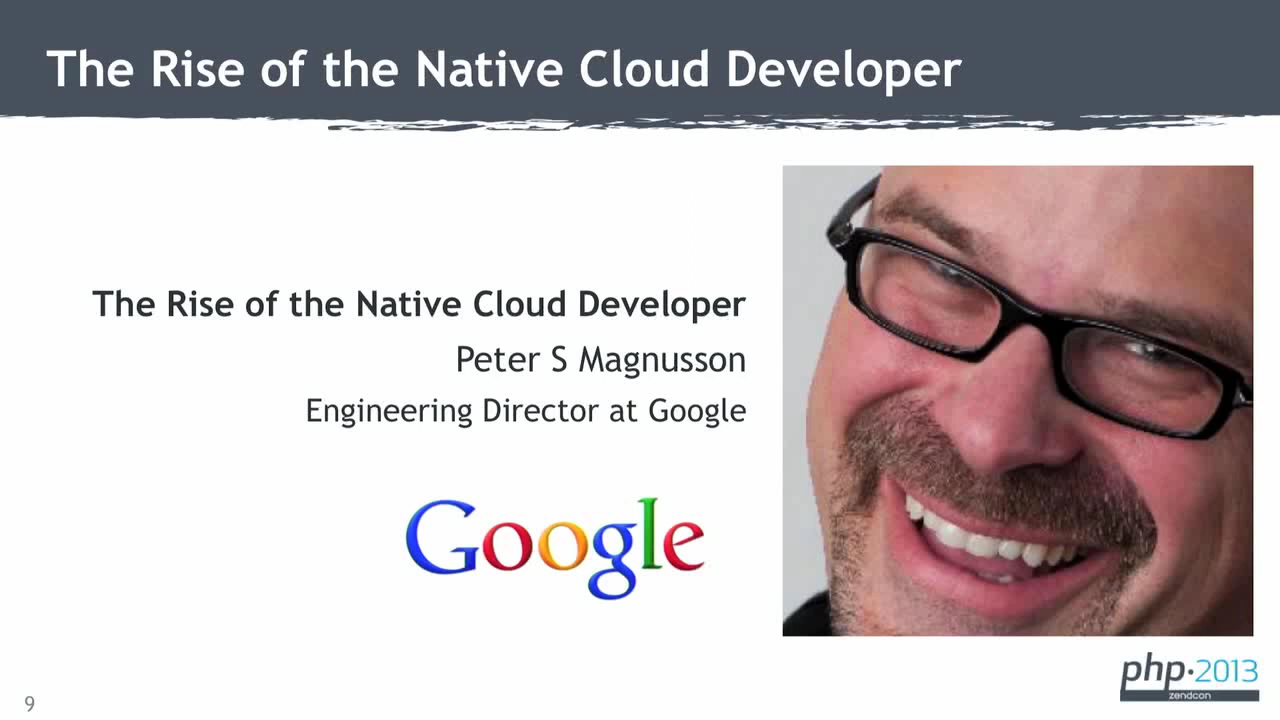 The Rise of the Native Cloud Developer
The Rise of the Native Cloud Developer
Peter S Magnusson
Engineering Director at Google
Google
php·2013
zendcon
9